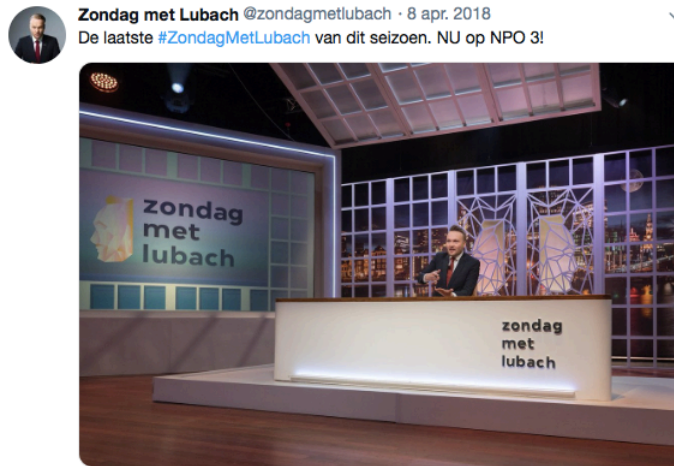 Zondag met Lubach @zondagmetlubach · 8 apr. 2018
De laatste #ZondagMetLubach van dit seizoen. NU op NPO 3!
zondag
met
lubach
zondag
met
lubach